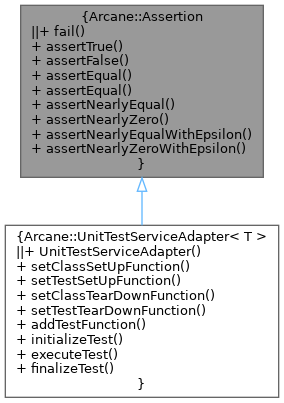 {Arcane::Assertion
||+ fail()
+ assertTrue()
+ assertFalse()
+ assertEqual()
+ assertEqual()
+ assertNearlyEqual()
+ assertNearlyZero()
+ assertNearlyEqualWithEpsilon()
+ assertNearlyZeroWithEpsilon()
}
{Arcane::UnitTestServiceAdapter< T >
||+ UnitTestServiceAdapter()
+ setClassSetUpFunction()
+ setTestSetUpFunction()
+ setClassTearDownFunction()
+ setTestTearDownFunction()
+ addTestFunction()
+ initializeTest()
+ executeTest()
+ finalizeTest()
}